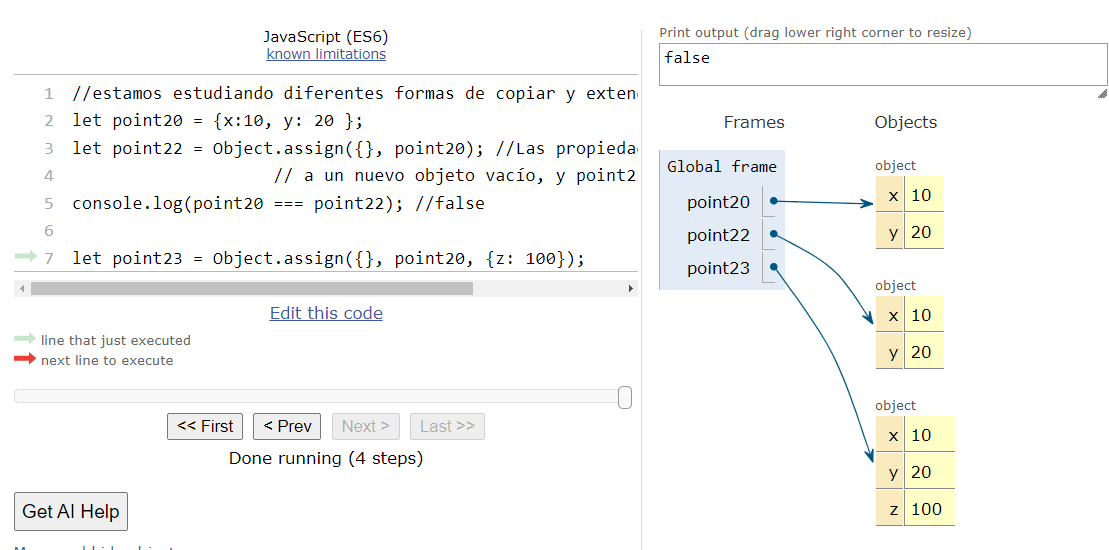 JavaScript (ES6)
known limitations
1 //estamos estudiando diferentes formas de copiar y exten
2 let point20 = {x:10, y: 20 };
3 let point22 = Object.assign({}, point20); //Las propieda
4 // a un nuevo objeto vacío, y point2
5 console.log(point20 === point22); //false
6
7 let point23 = Object.assign({}, point20, {z: 100});
Edit this code
line that just executed
next line to execute
<< First < Prev Next > Last >>
Done running (4 steps)
Get AI Help
Print output (drag lower right corner to resize)
false
Frames Objects
Global frame
point20
point22
point23
object
x 10
y 20
object
x 10
y 20
object
x 10
y 20
z 100